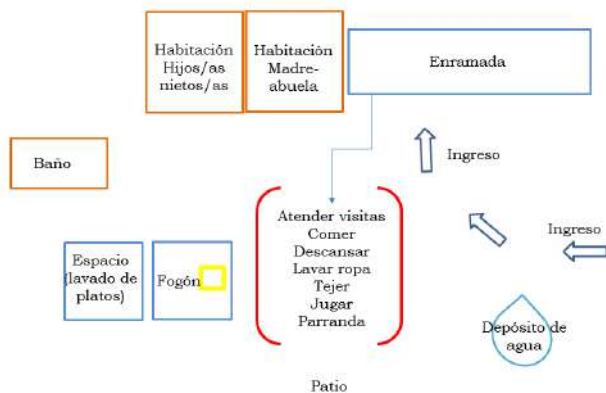 Habitación
Hijos/as
nietos/as
Habitación
Madre-
abuela
Enramada
Ingreso
Baño
Ingreso
Atender visitas
Comer
Descansar
Lavar ropa
Tejer
Jugar
Parranda
Espacio
(lavado de
platos)
Fogón
Depósito de
agua
Patio